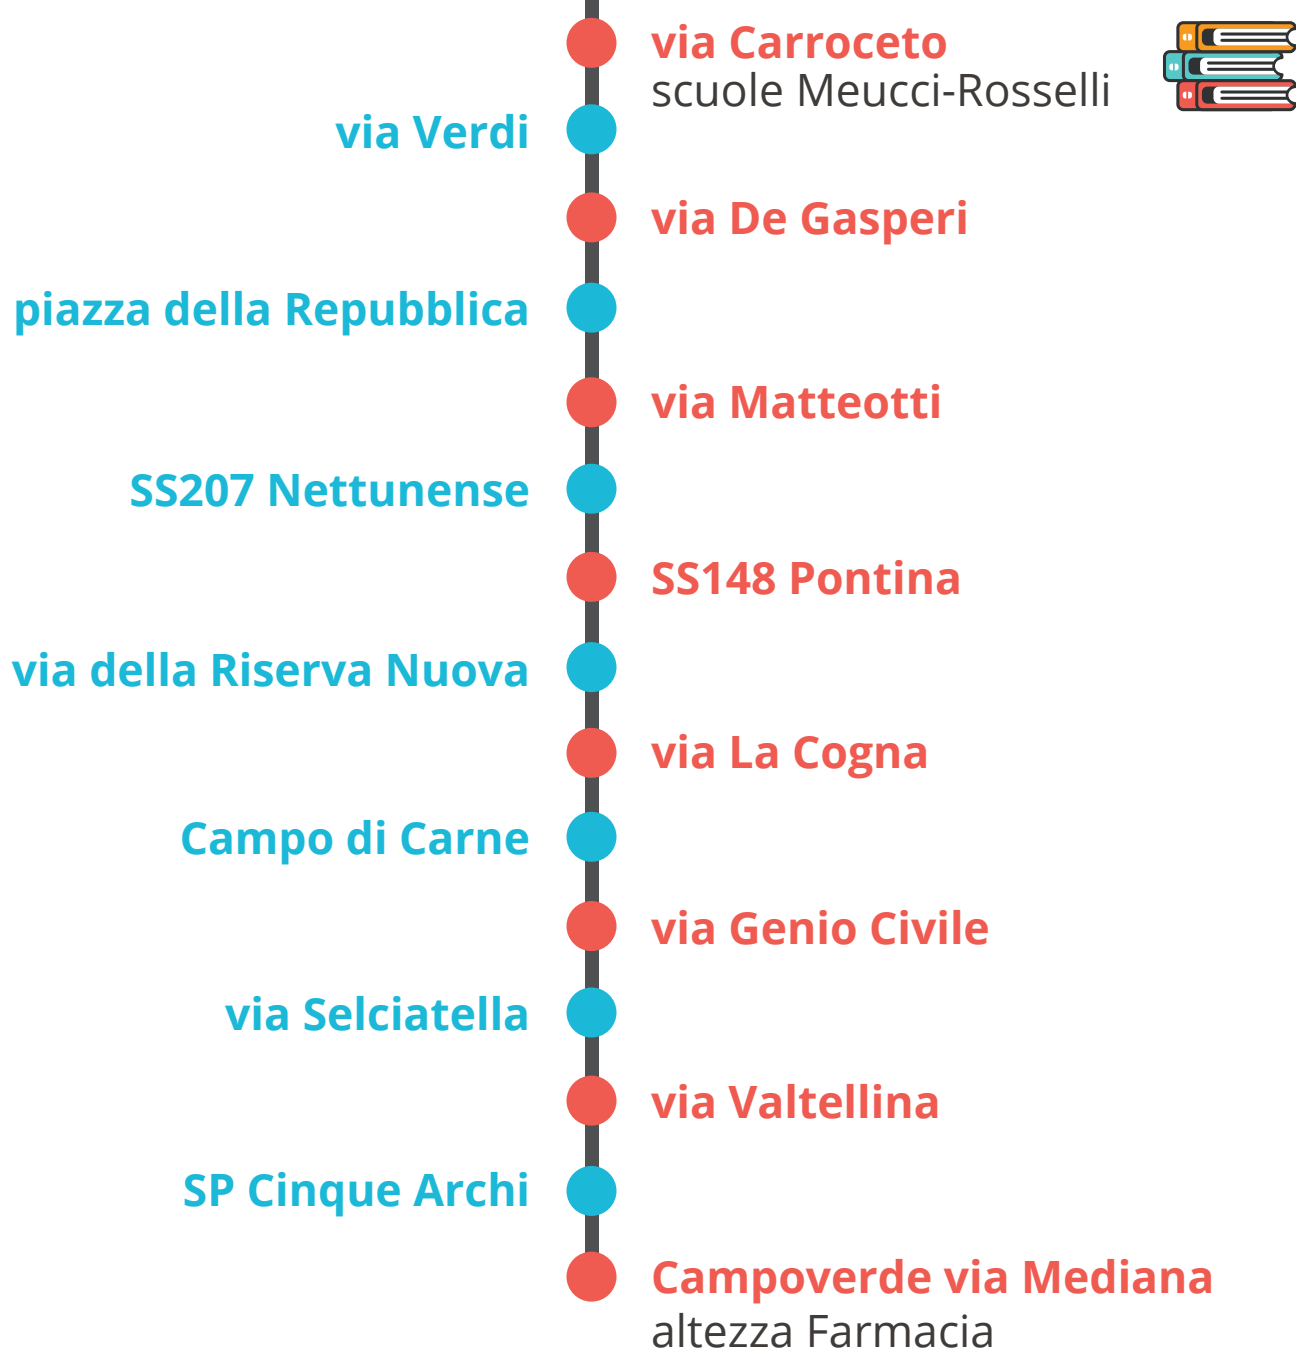 via Carroceto
scuole Meucci-Rosselli
via Verdi
via De Gasperi
piazza della Repubblica
via Matteotti
SS207 Nettunense
SS148 Pontina
via della Riserva Nuova
via La Cogna
Campo di Carne
via Genio Civile
via Selciatella
via Valtellina
SP Cinque Archi
Campoverde via Mediana
altezza Farmacia